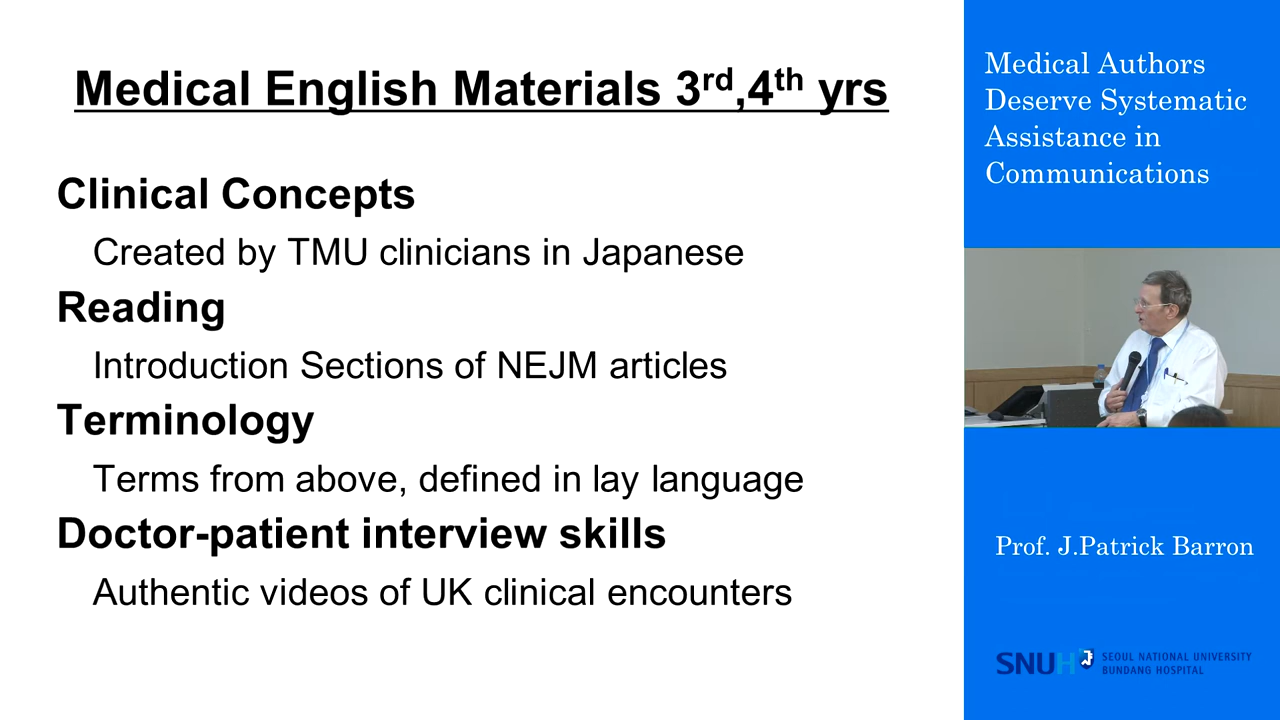 Medical English Materials 3rd,4th yrs
Clinical Concepts
Created by TMU clinicians in Japanese
Reading
Introduction Sections of NEJM articles
Terminology
Terms from above, defined in lay language
Doctor-patient interview skills
Authentic videos of UK clinical encounters
Medical Authors
Deserve Systematic
Assistance in
Communications
Prof. J.Patrick Barron
SNUH
SEOUL NATIONAL UNIVERSITY
BUNDANG HOSPITAL